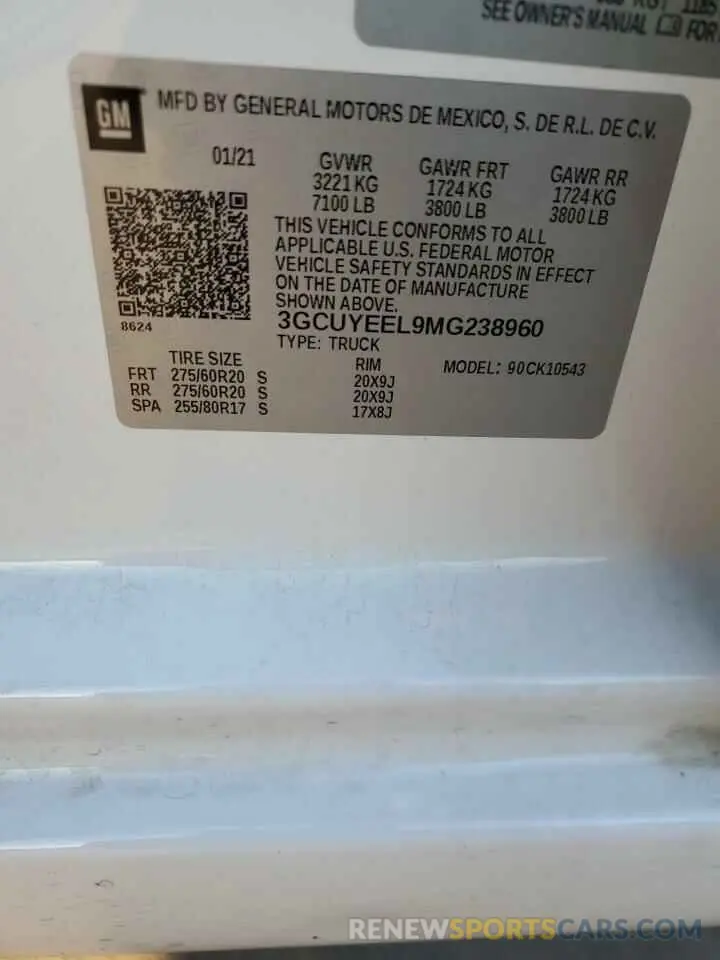 SEE OWNER'S MANUAL FOR
GM
MFD BY GENERAL MOTORS DE MEXICO, S. DE R.L. DE C.V.
01/21 GVWR GAWR FRT GAWR RR
3221 KG 1724 KG 1724 KG
7100 LB 3800 LB 3800 LB
THIS VEHICLE CONFORMS TO ALL
APPLICABLE U.S. FEDERAL MOTOR
VEHICLE SAFETY STANDARDS IN EFFECT
ON THE DATE OF MANUFACTURE
SHOWN ABOVE.
8624
3GCUYEEL9MG238960
TYPE: TRUCK
TIRE SIZE RIM MODEL: 90CK10543
FRT 275/60R20 S 20X9J
RR 275/60R20 S 20X9J
SPA 255/80R17 S 17X8J
RENEWSPORTSCARS.COM